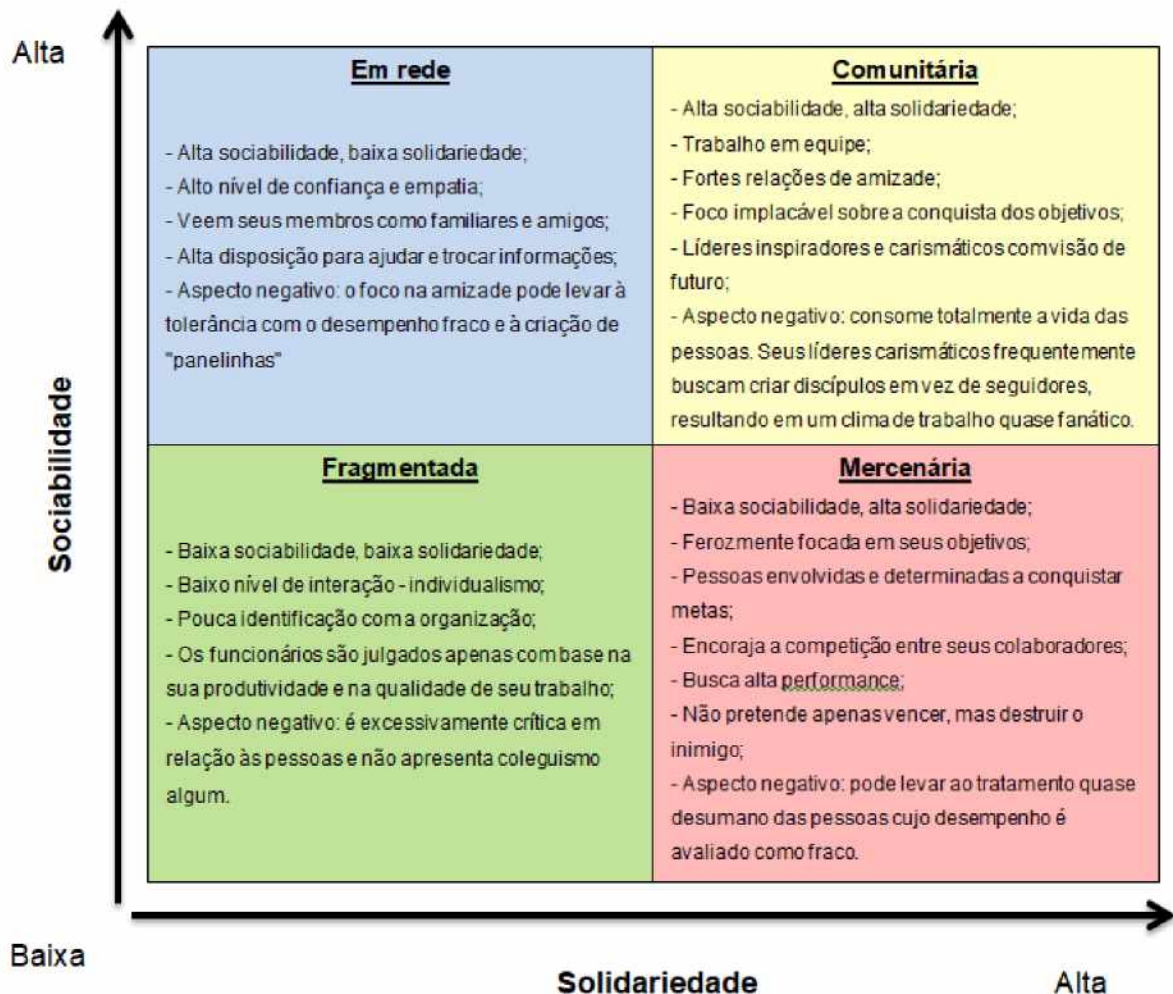 Alta
Em rede
- Alta sociabilidade, baixa solidariedade;
- Alto nível de confiança e empatia;
- Veem seus membros como familiares e amigos;
- Alta disposição para ajudar e trocar informações;
- Aspecto negativo: o foco na amizade pode levar à
tolerância com o desempenho fraco e à criação de
"panelinhas"
Comunitária
- Alta sociabilidade, alta solidariedade;
- Trabalho em equipe;
- Fortes relações de amizade;
- Foco implacável sobre a conquista dos objetivos;
- Líderes inspiradores e carismáticos comvisão de
futuro;
- Aspecto negativo: consome totalmente a vida das
pessoas. Seus líderes carismáticos frequentemente
buscam criar discípulos em vez de seguidores,
resultando em um clima de trabalho quase fanático.
Sociabilidade
Fragmentada
- Baixa sociabilidade, baixa solidariedade;
- Baixo nível de interação - individualismo;
- Pouca identificação com a organização;
- Os funcionários são julgados apenas com base na
sua produtividade e na qualidade de seu trabalho;
- Aspecto negativo: é excessivamente crítica em
relação às pessoas e não apresenta coleguismo
algum.
Mercenária
- Baixa sociabilidade, alta solidariedade;
- Ferozmente focada em seus objetivos;
- Pessoas envolvidas e determinadas a conquistar
metas;
- Encoraja a competição entre seus colaboradores;
- Busca alta performance;
- Não pretende apenas vencer, mas destruir o
inimigo;
- Aspecto negativo: pode levar ao tratamento quase
desumano das pessoas cujo desempenho é
avaliado como fraco.
Baixa
Solidariedade
Alta